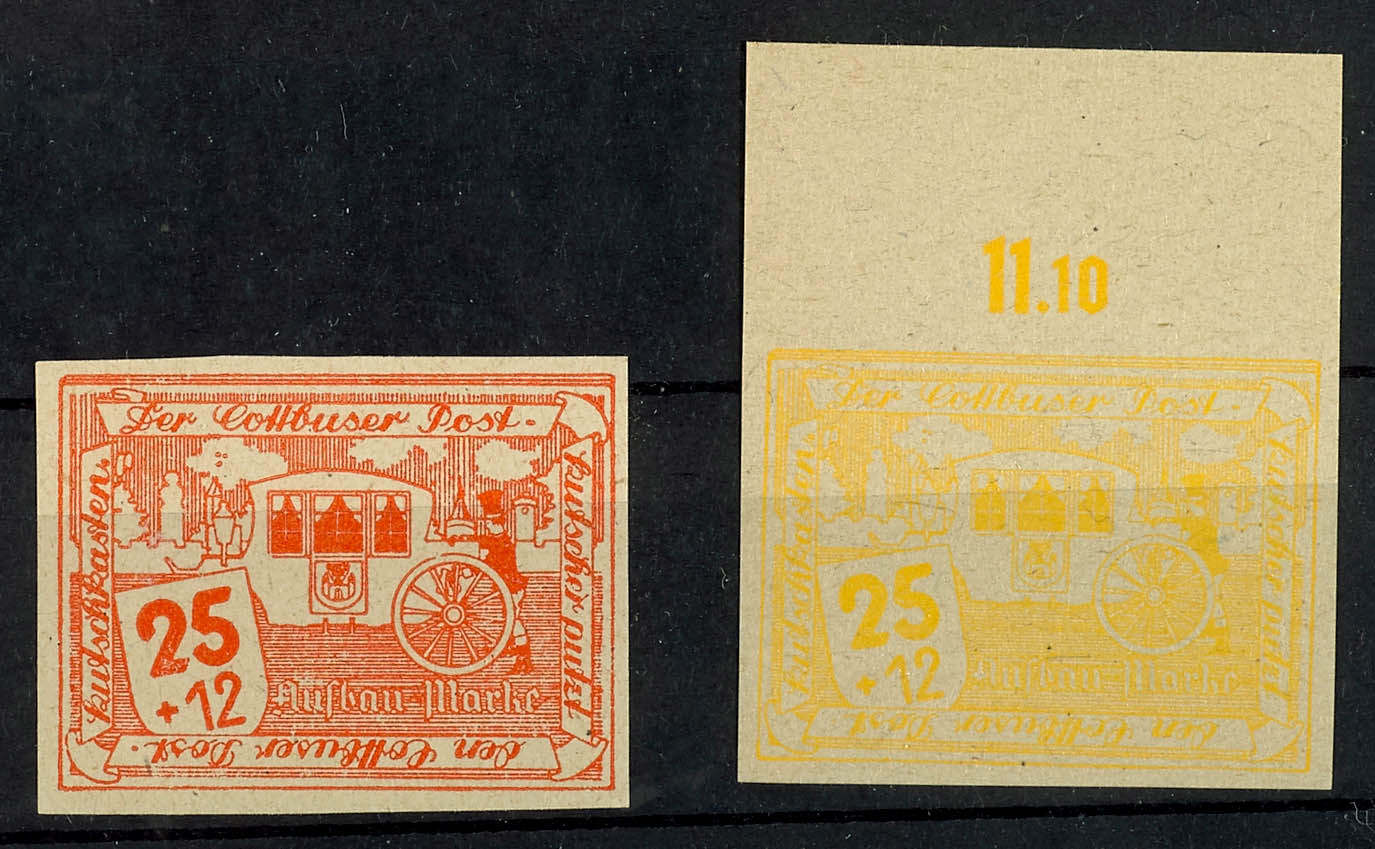 Der Cottbuser Post-
kutscher putzt
den Cottbuser Post-
kutschkasten
25
+12
Aufbau-Marke
11.10
Der Cottbuser Post-
kutscher putzt
den Cottbuser Post-
kutschkasten
25
+12
Aufbau-Marke